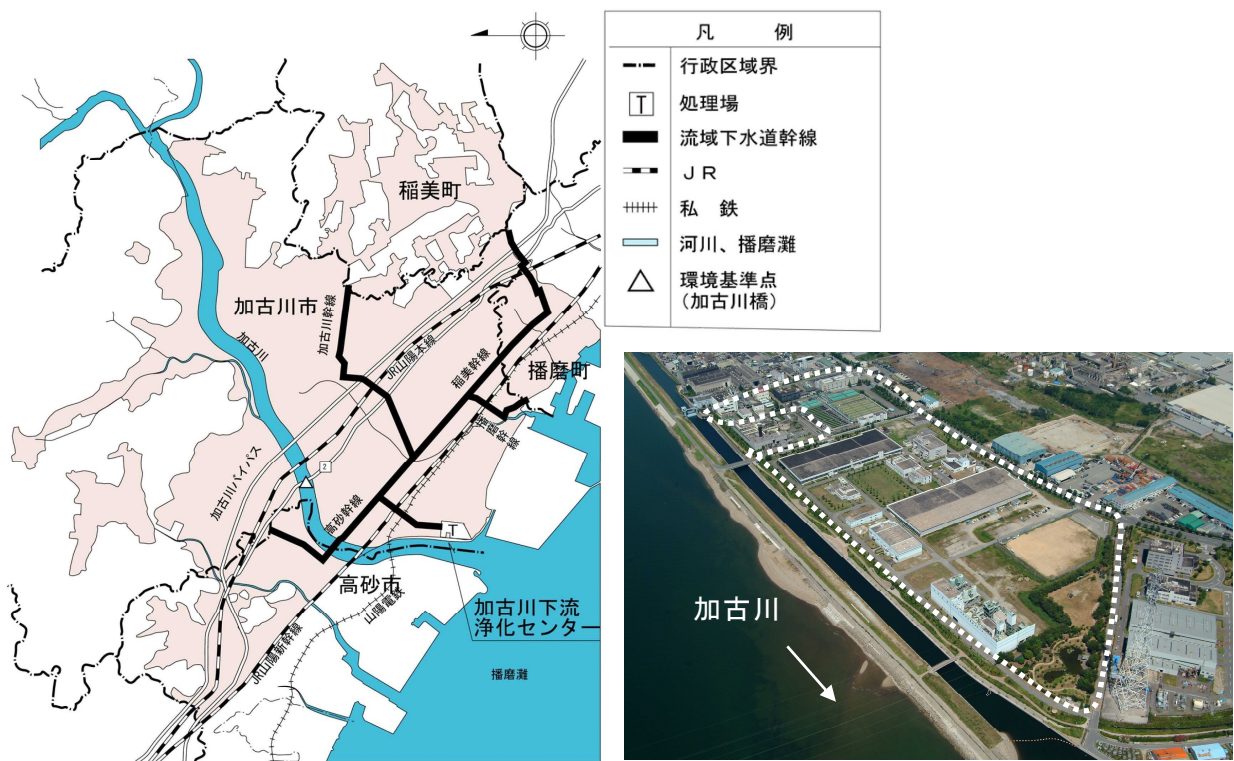 凡 例
行政区域界
T 処理場
流域下水道幹線
ＪＲ
私 鉄
河川、播磨灘
環境基準点
(加古川橋)
稲美町
加古川市
加古川幹線
加古川
JR山陽本線
稲美幹線
播磨町
播磨幹線
加古川バイパス
2
高砂幹線
T
高砂市
山陽電鉄
加古川下流
浄化センター
JR山陽新幹線
播磨灘
加古川